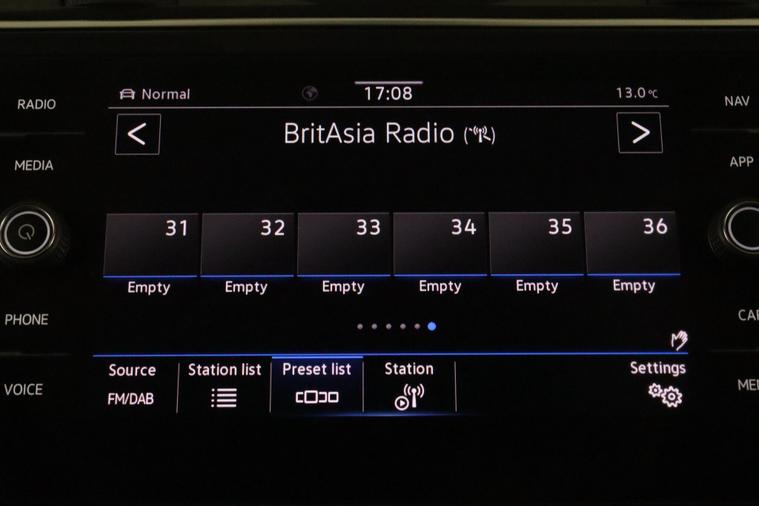 RADIO
MEDIA
PHONE
VOICE
Normal
17:08
13.0°C
< BritAsia Radio >
31 32 33 34 35 36
Empty Empty Empty Empty Empty Empty
Source Station list Preset list Station Settings
FM/DAB
NAV
APP